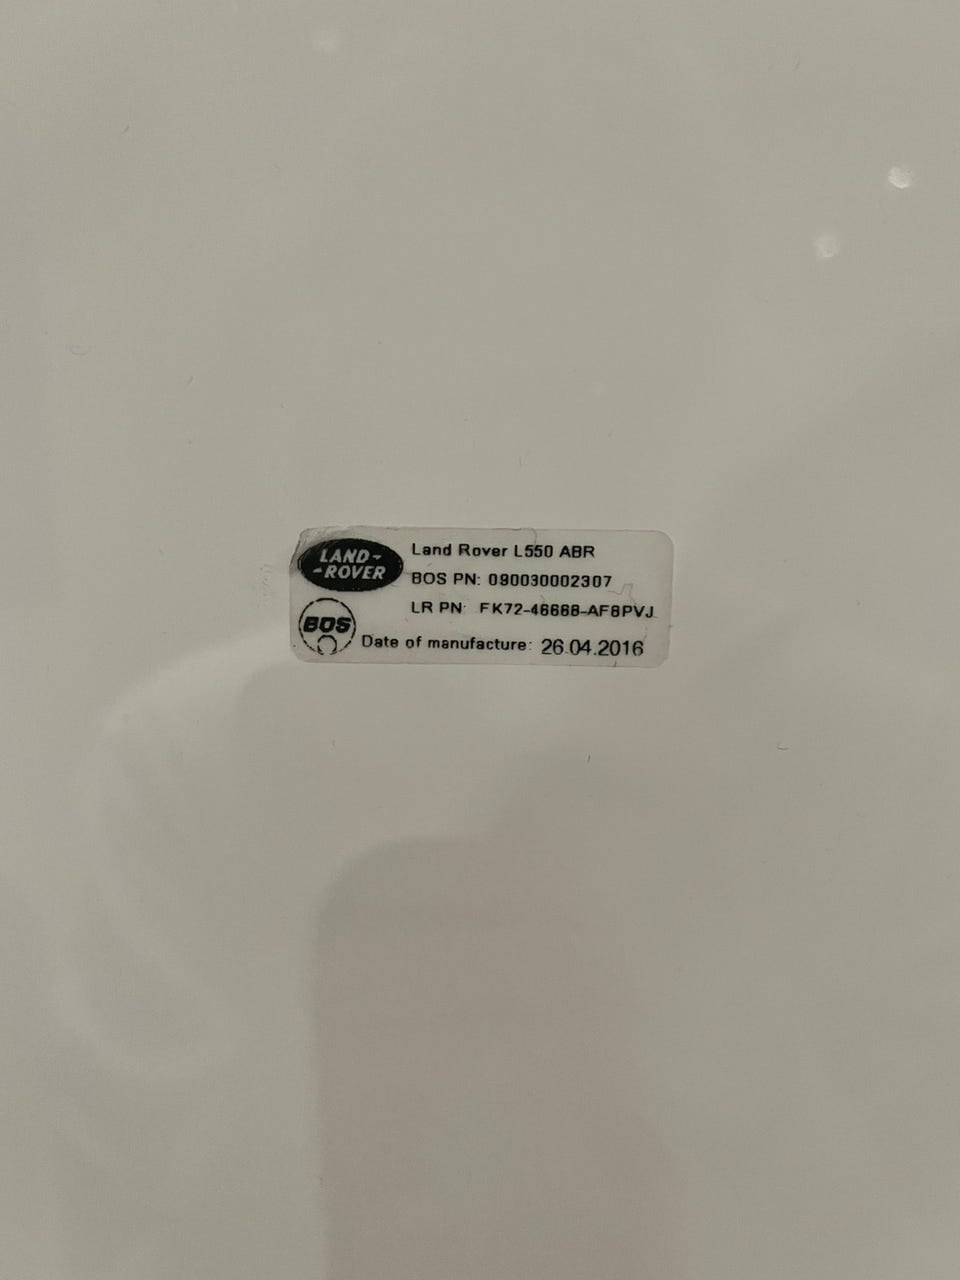 LAND-
-ROVER
Land Rover L550 ABR
BOS PN: 090030002307
LR PN: FK72-46668-AF8PVJ
BOS
Date of manufacture: 26.04.2016